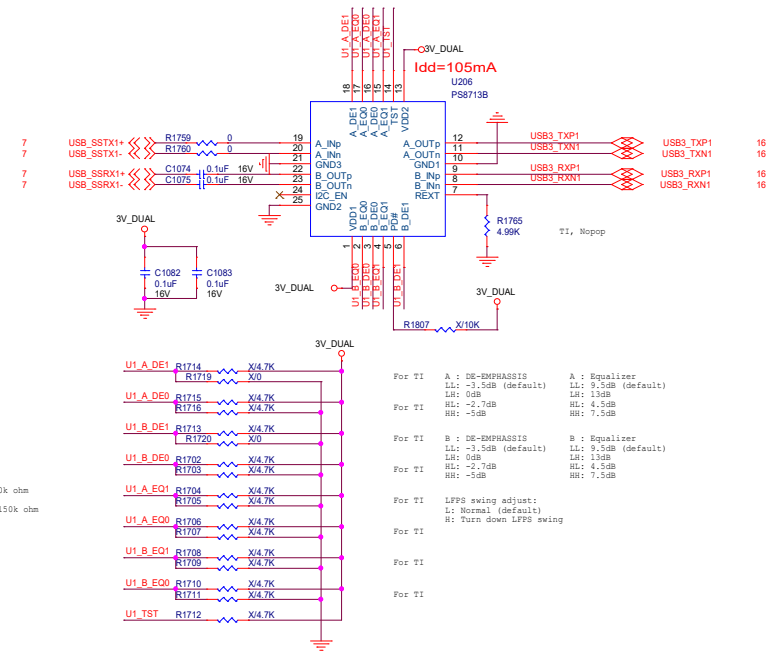 U1_A_DE1
U1_A_EQ0
U1_A_DE0
U1_A_EQ1
U1_TST
3V_DUAL
Idd=105mA
U206
PS8713B
18
17
16
15
14
13
A_DE1
A_EQ0
A_DE0
A_EQ1
TST
VDD2
7 USB_SSTX1+ R1759 0 19 A_INp A_OUTp 12 USB3_TXP1 USB3_TXP1 16
7 USB_SSTX1- R1760 0 20 A_INn A_OUTn 11 USB3_TXN1 USB3_TXN1 16
21 GND3 GND1 10
7 USB_SSRX1+ C1074 0.1uF 16V 22 B_OUTp B_INp 9 USB3_RXP1 USB3_RXP1 16
7 USB_SSRX1- C1075 0.1uF 16V 23 B_OUTn B_INn 8 USB3_RXN1 USB3_RXN1 16
24 I2C_EN REXT 7
25 GND2
VDD1
B_EQ0
B_DE0
B_EQ1
PD#
B_DE1
1
2
3
4
5
6
R1765
4.99K
TI, Nopop
3V_DUAL
C1082
0.1uF
16V
C1083
0.1uF
16V
3V_DUAL
U1_B_EQ0
U1_B_DE0
U1_B_EQ1
U1_B_DE1
3V_DUAL
R1807 X/10K
3V_DUAL
U1_A_DE1 R1714 X/4.7K
R1719 X/0
U1_A_DE0 R1715 X/4.7K
R1716 X/4.7K
U1_B_DE1 R1713 X/4.7K
R1720 X/0
U1_B_DE0 R1702 X/4.7K
R1703 X/4.7K
U1_A_EQ1 R1704 X/4.7K
R1705 X/4.7K
U1_A_EQ0 R1706 X/4.7K
R1707 X/4.7K
U1_B_EQ1 R1708 X/4.7K
R1709 X/4.7K
U1_B_EQ0 R1710 X/4.7K
R1711 X/4.7K
U1_TST R1712 X/4.7K
0k ohm
150k ohm
For TI A : DE-EMPHASSIS A : Equalizer
LL: -3.5dB (default) LL: 9.5dB (default)
LH: 0dB LH: 13dB
For TI HL: -2.7dB HL: 4.5dB
HH: -5dB HH: 7.5dB
For TI B : DE-EMPHASSIS B : Equalizer
LL: -3.5dB (default) LL: 9.5dB (default)
LH: 0dB LH: 13dB
For TI HL: -2.7dB HL: 4.5dB
HH: -5dB HH: 7.5dB
For TI LFPS swing adjust:
L: Normal (default)
H: Turn down LFPS swing
For TI
For TI
For TI